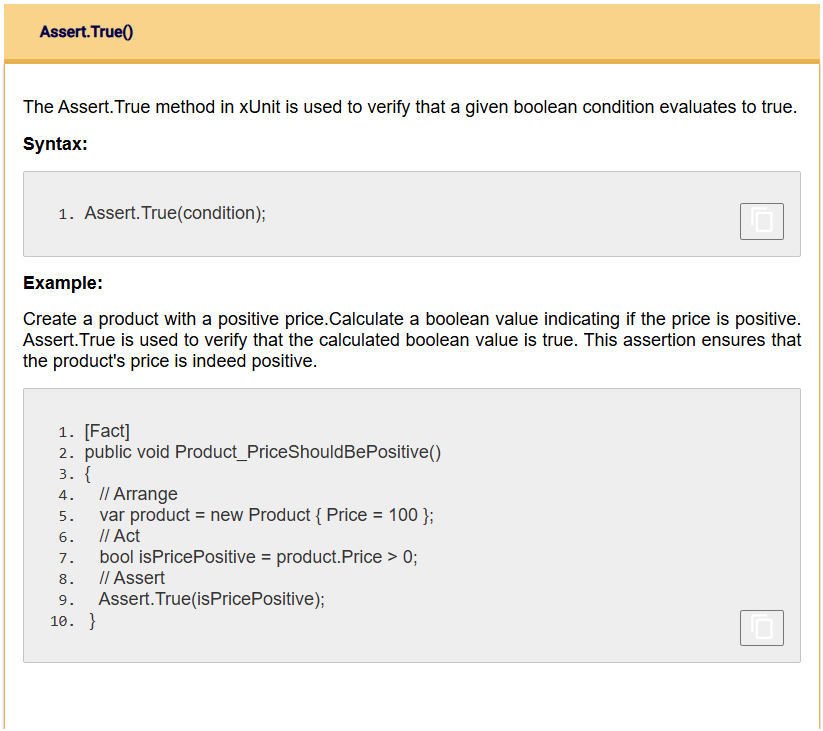 Assert.True()
The Assert.True method in xUnit is used to verify that a given boolean condition evaluates to true.
Syntax:
1. Assert.True(condition);
Example:
Create a product with a positive price.Calculate a boolean value indicating if the price is positive.
Assert.True is used to verify that the calculated boolean value is true. This assertion ensures that
the product's price is indeed positive.
1. [Fact]
2. public void Product_PriceShouldBePositive()
3. {
4. // Arrange
5. var product = new Product { Price = 100 };
6. // Act
7. bool isPricePositive = product.Price > 0;
8. // Assert
9. Assert.True(isPricePositive);
10. }